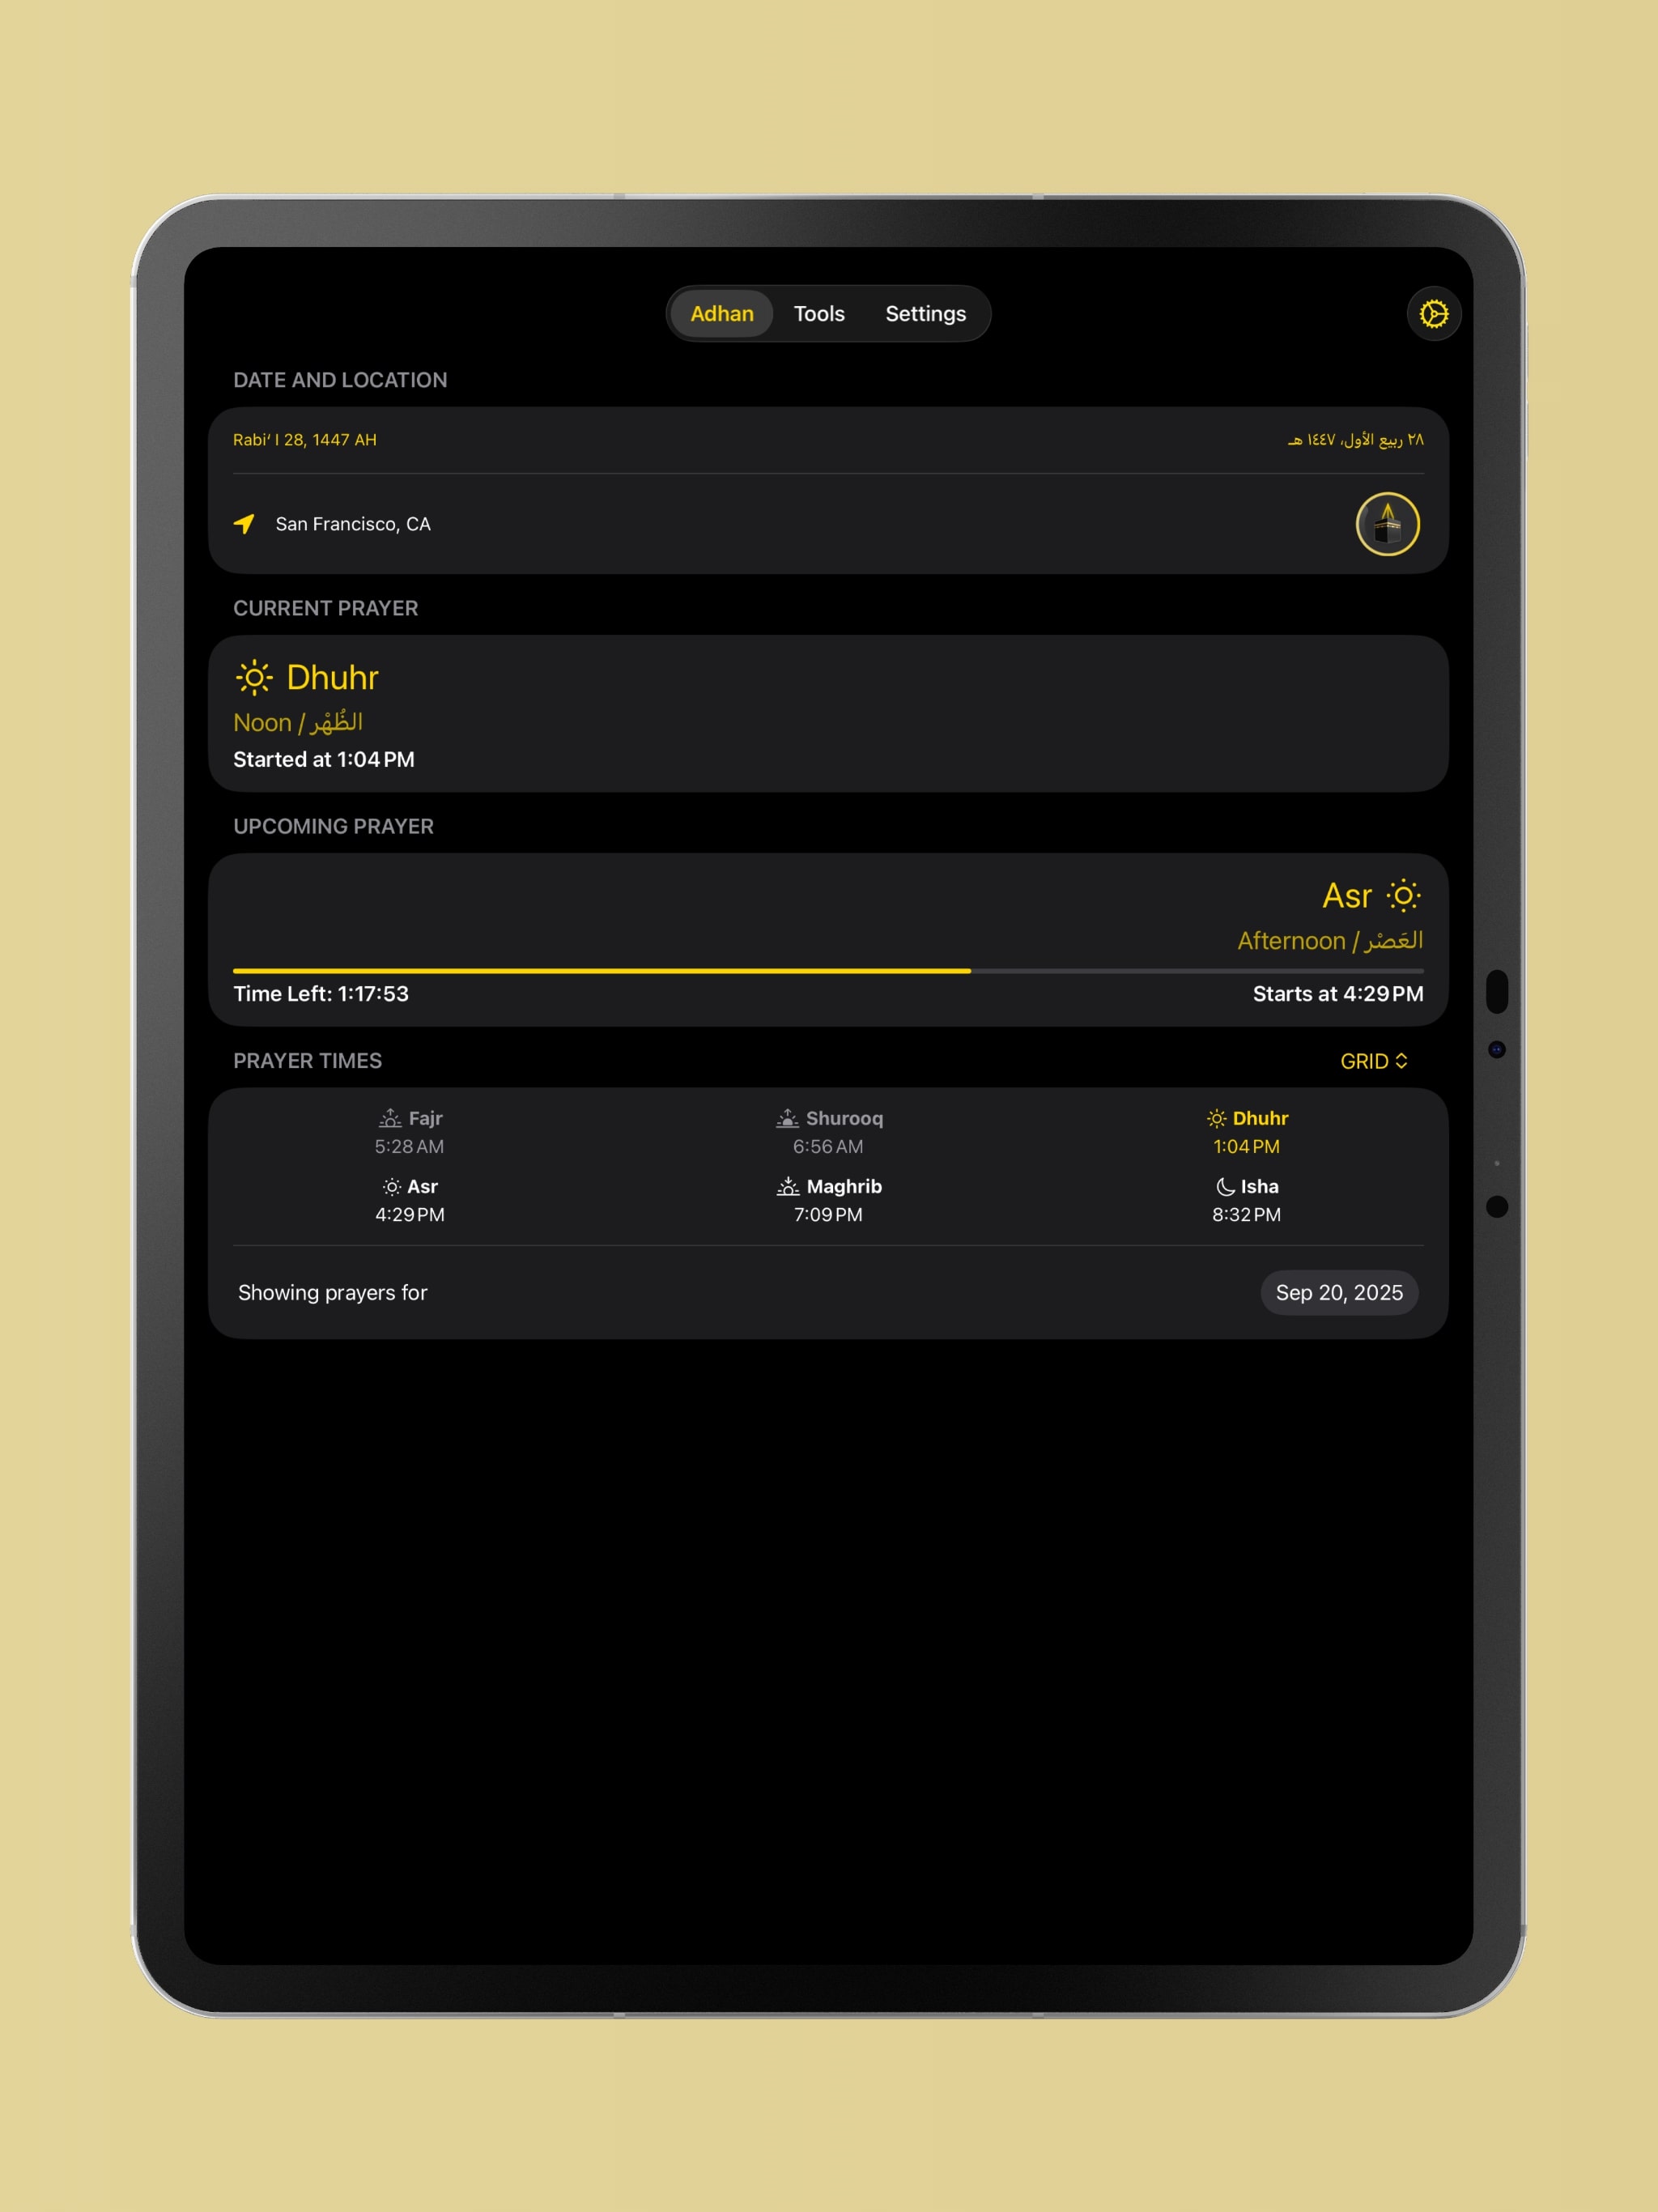 Adhan Tools Settings
DATE AND LOCATION
Rabiʻ I 28, 1447 AH
٢٨ ربيع الأول، ١٤٤٧ هـ
San Francisco, CA
CURRENT PRAYER
Dhuhr
Noon / الظُهْر
Started at 1:04 PM
UPCOMING PRAYER
Asr
Afternoon / العَصْر
Time Left: 1:17:53
Starts at 4:29 PM
PRAYER TIMES
GRID
Fajr Shurooq Dhuhr
5:28 AM 6:56 AM 1:04 PM
Asr Maghrib Isha
4:29 PM 7:09 PM 8:32 PM
Showing prayers for
Sep 20, 2025